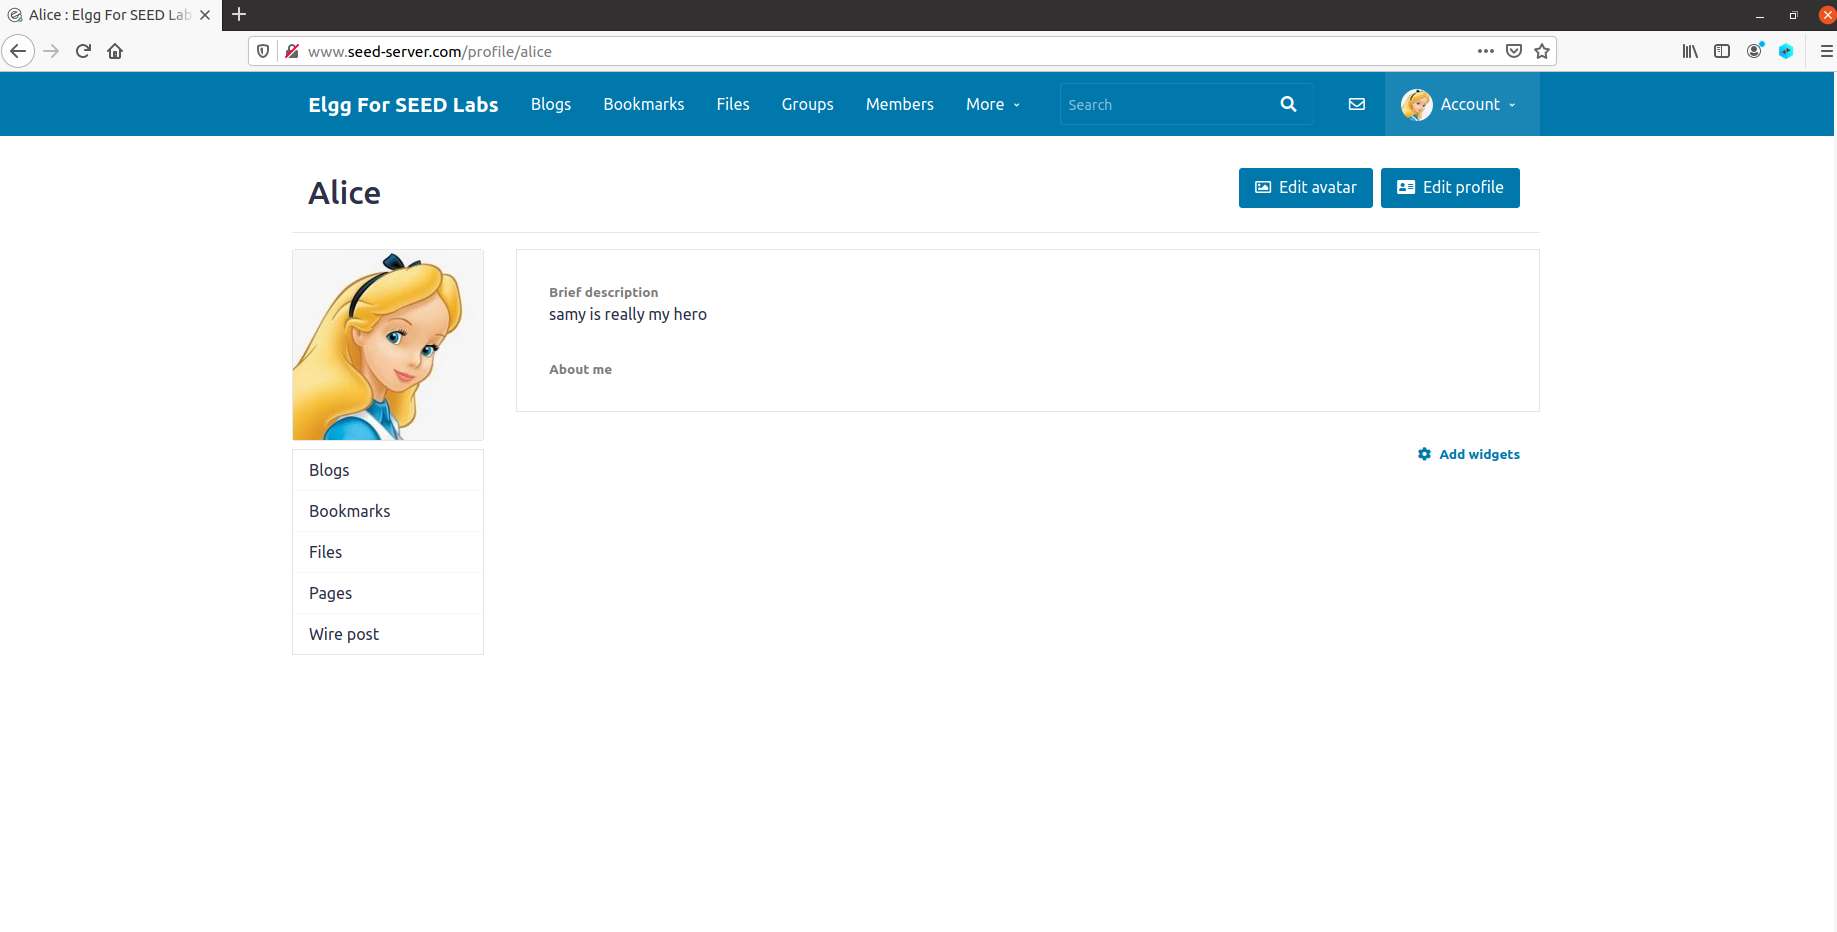 Alice : Elgg For SEED Lab
www.seed-server.com/profile/alice
Elgg For SEED Labs Blogs Bookmarks Files Groups Members More Search Account
Alice
Edit avatar Edit profile
Brief description
samy is really my hero
About me
Add widgets
Blogs
Bookmarks
Files
Pages
Wire post